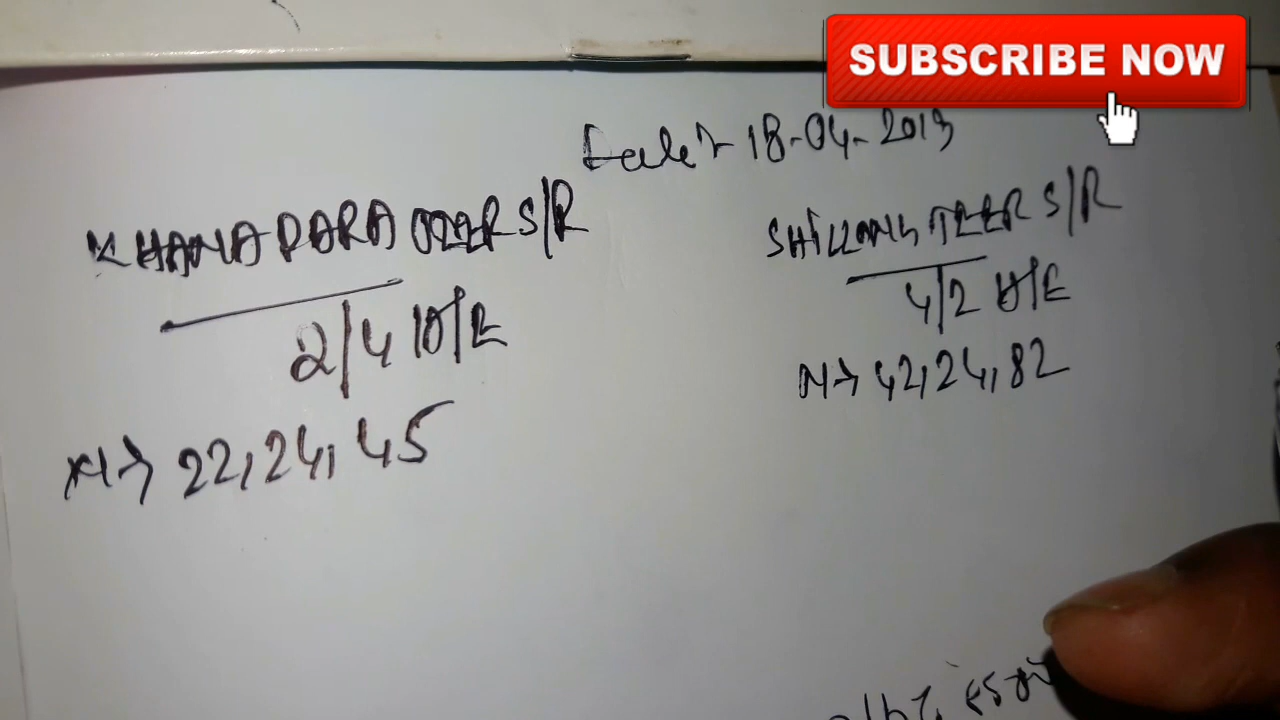 SUBSCRIBE NOW
Date:- 18-04-2019
KHANAPARA TEER S/R
2/4 H/E
N→ 22,24,45
SHILLONG TEER S/R
4/2 H/E
N→ 42,24,82